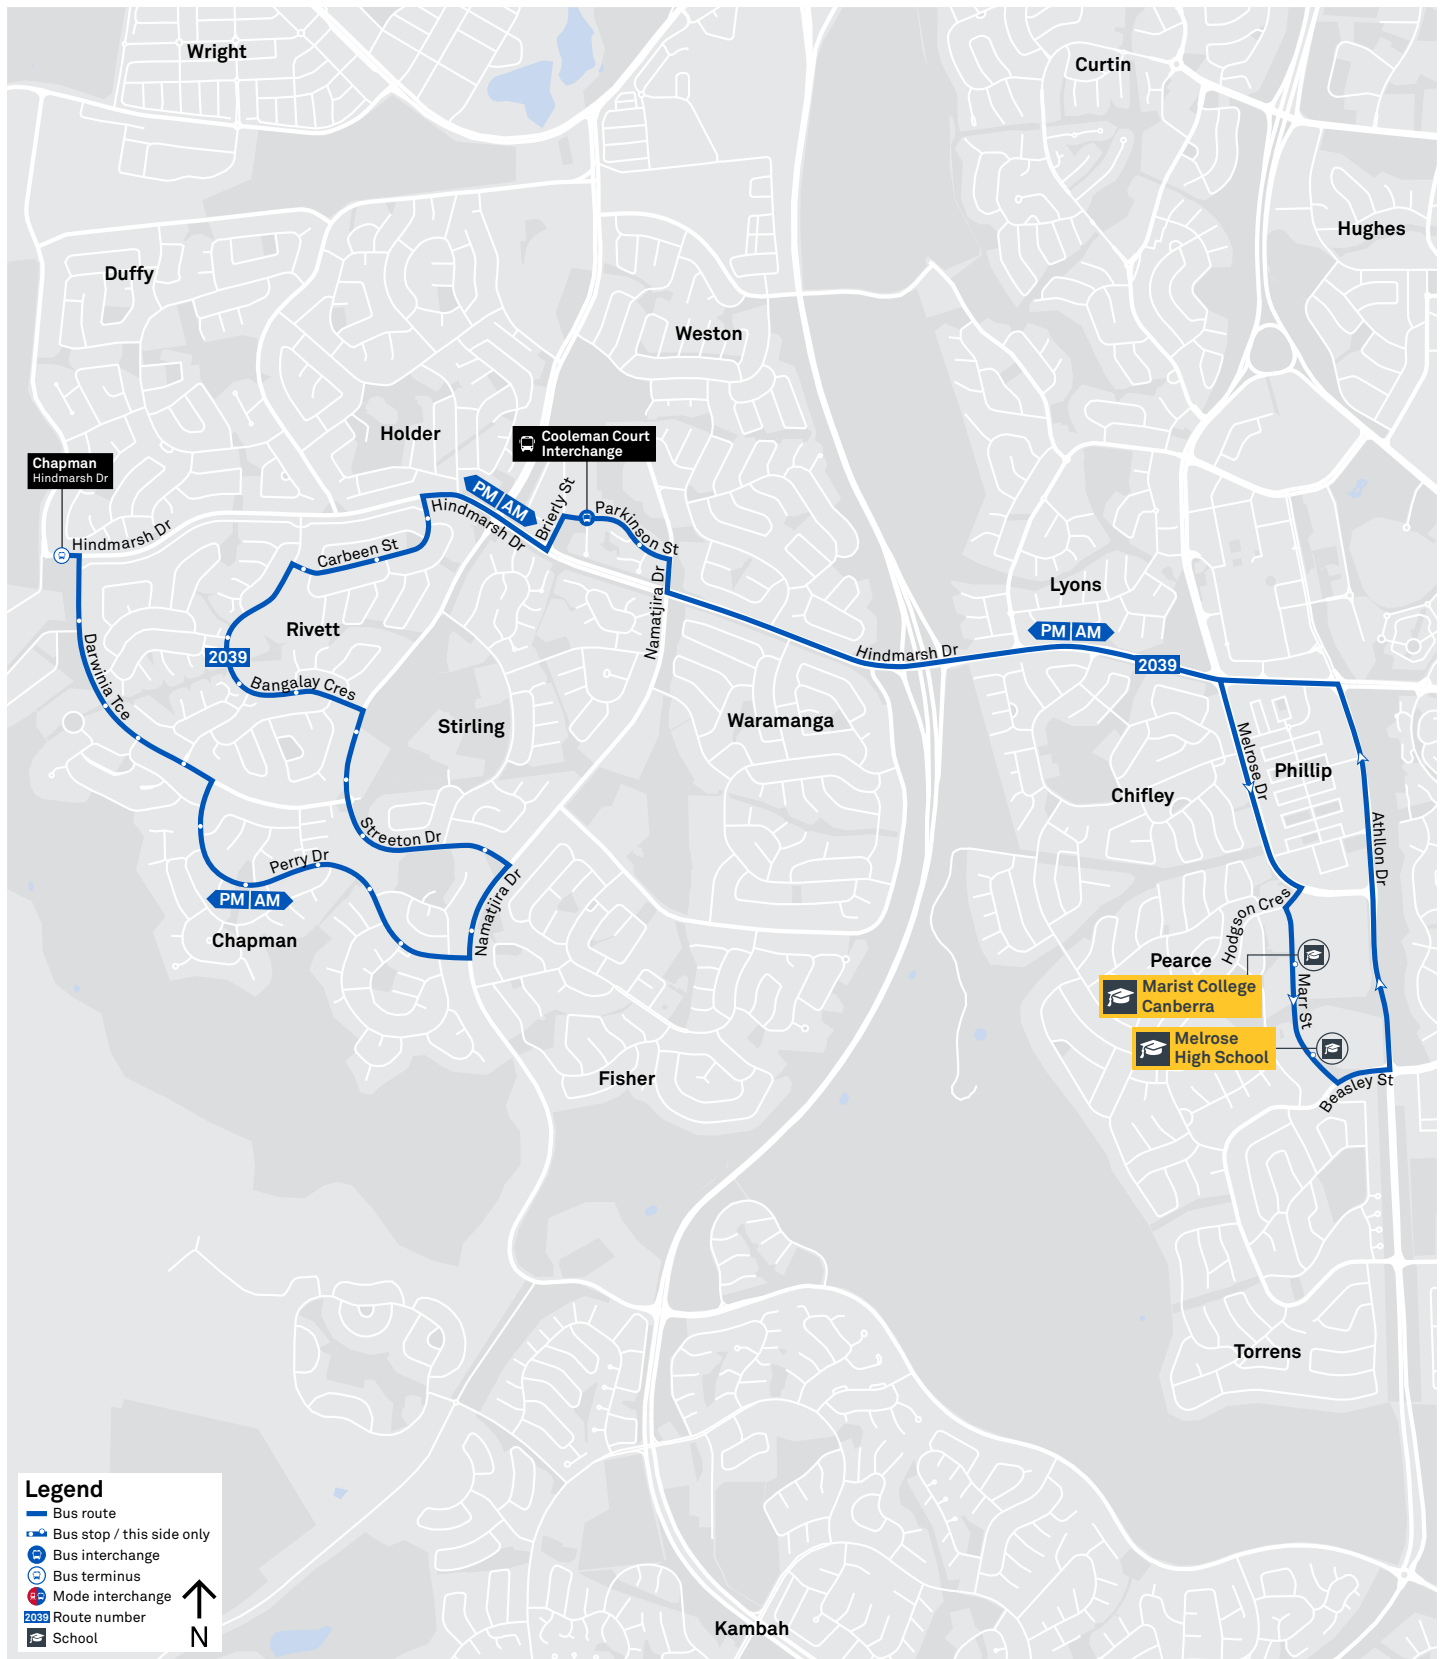 Wright
Curtin
Hughes
Duffy
Weston
Holder
Cooleman Court
Interchange
Chapman
Hindmarsh Dr
PM AM
Hindmarsh Dr
Brierly St
Parkinson St
Hindmarsh Dr
Carbeen St
Namatjira Dr
Lyons
Rivett
PM AM
2039
Hindmarsh Dr
2039
Darwinia Tce
Bangalay Cres
Stirling
Waramanga
Melrose Dr
Phillip
Chifley
Athllon Dr
Streeton Dr
Perry Dr
Namatjira Dr
PM AM
Chapman
Hodgson Cres
Pearce
Marist College
Canberra
Marr St
Melrose
High School
Beasley St
Fisher
Torrens
Kambah
Legend
Bus route
Bus stop / this side only
Bus interchange
Bus terminus
Mode interchange
2039 Route number
School
N